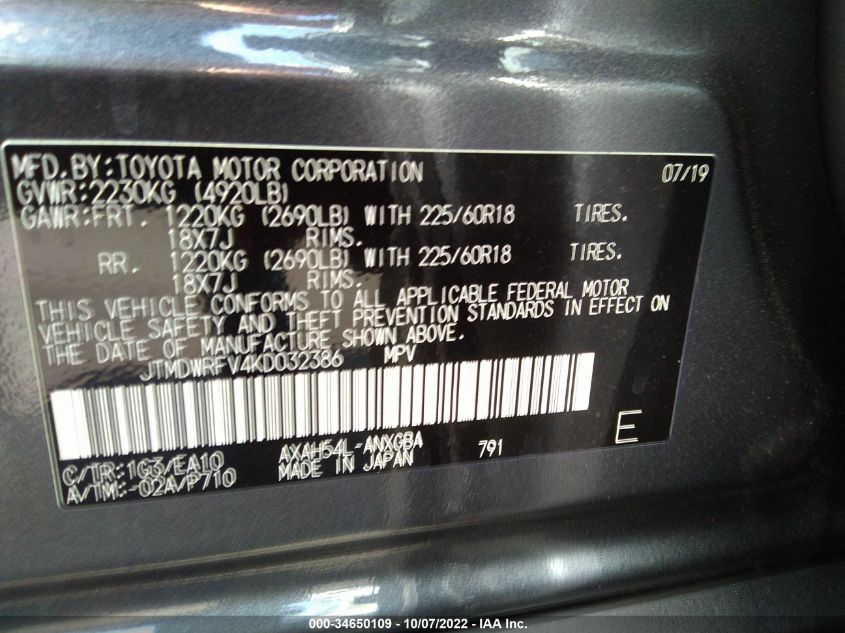 MFD.BY:TOYOTA MOTOR CORPORATION 07/19
GVWR:2230KG (4920LB)
GAWR:FRT. 1220KG (2690LB) WITH 225/60R18 TIRES.
18X7J RIMS.
RR. 1220KG (2690LB) WITH 225/60R18 TIRES.
18X7J RIMS.
THIS VEHICLE CONFORMS TO ALL APPLICABLE FEDERAL MOTOR
VEHICLE SAFETY AND THEFT PREVENTION STANDARDS IN EFFECT ON
THE DATE OF MANUFACTURE SHOWN ABOVE.
JTMDWRFV4KD032386 MPV
AXAH54L-ANXGBA 791 E
C/TR:1G3/EA10 MADE IN JAPAN
A/TM:-02A/P710
000-34650109 - 10/07/2022 - IAA Inc.